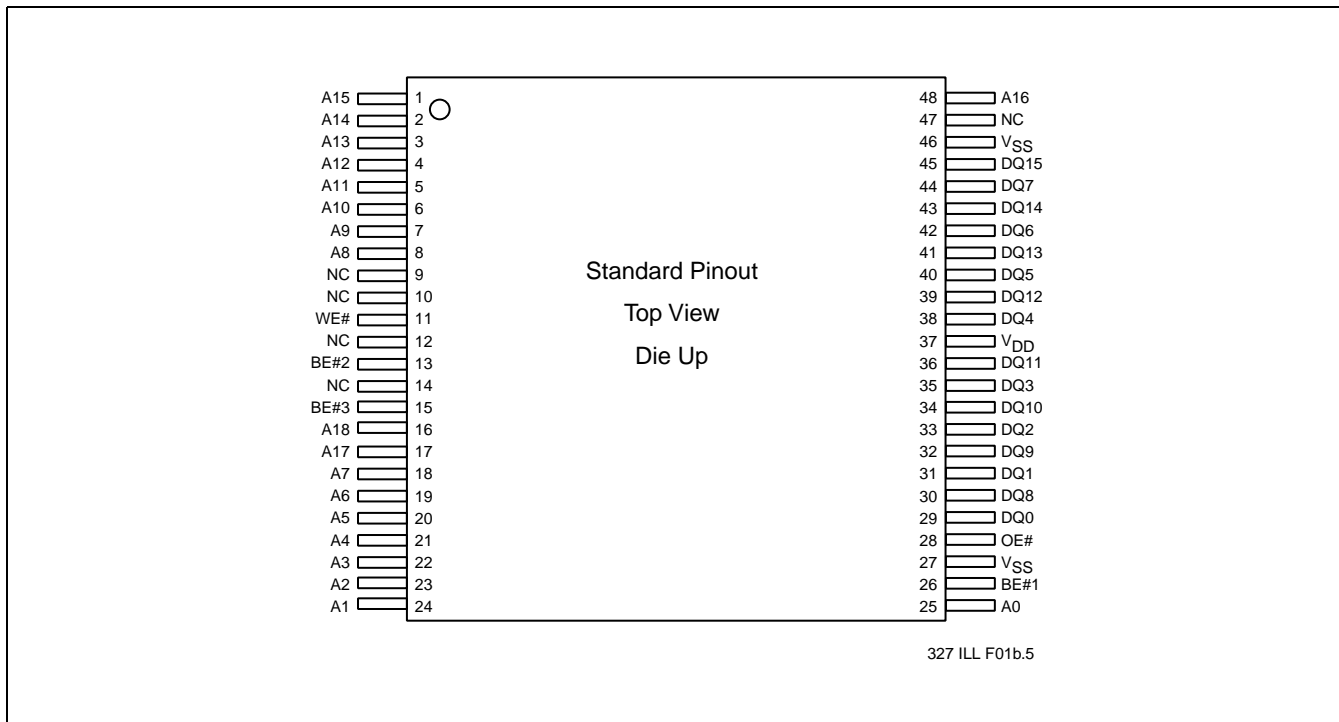 A15 1 48 A16
A14 2 47 NC
A13 3 46 VSS
A12 4 45 DQ15
A11 5 44 DQ7
A10 6 43 DQ14
A9 7 42 DQ6
A8 8 41 DQ13
NC 9 40 DQ5
NC 10 39 DQ12
WE# 11 38 DQ4
NC 12 37 VDD
BE#2 13 36 DQ11
NC 14 35 DQ3
BE#3 15 34 DQ10
A18 16 33 DQ2
A17 17 32 DQ9
A7 18 31 DQ1
A6 19 30 DQ8
A5 20 29 DQ0
A4 21 28 OE#
A3 22 27 VSS
A2 23 26 BE#1
A1 24 25 A0
Standard Pinout
Top View
Die Up
327 ILL F01b.5